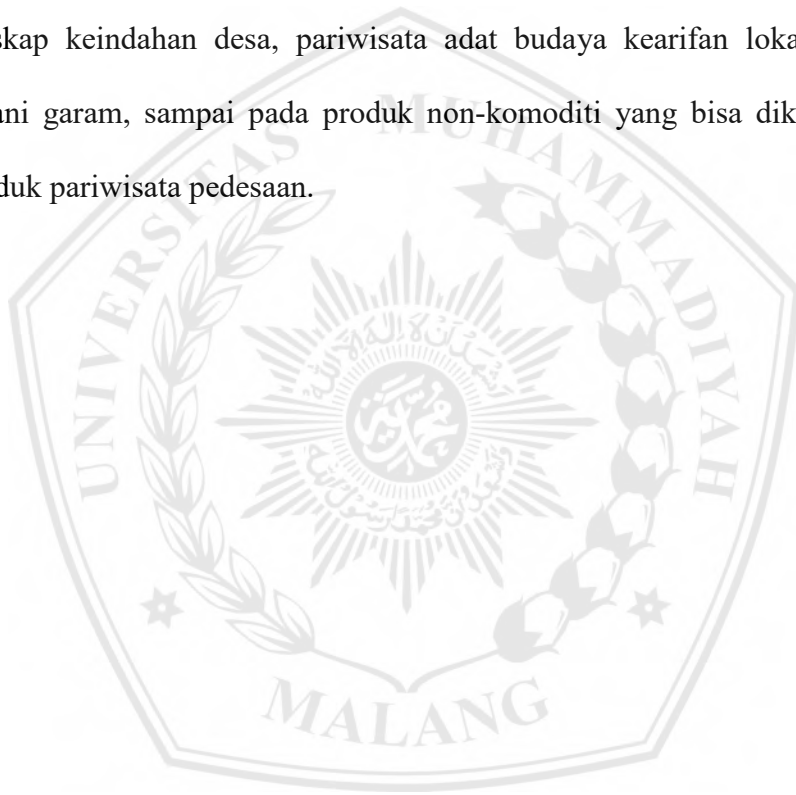 skap keindahan desa, pariwisata adat budaya kearifan loka
ani garam, sampai pada produk non-komoditi yang bisa dik
duk pariwisata pedesaan.
UNIVERSITAS MUHAMMADIYAH
MALANG